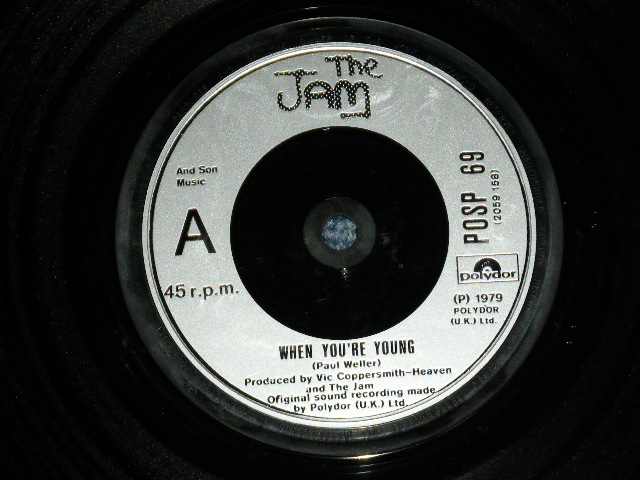 The
JAM
And Son
Music
A
45 r.p.m.
POSP 69
(2059 158)
polydor
(P) 1979
POLYDOR
(U.K.) Ltd.
WHEN YOU'RE YOUNG
(Paul Weller)
Produced by Vic Coppersmith-Heaven
and The Jam
Original sound recording made
by Polydor (U.K.) Ltd.